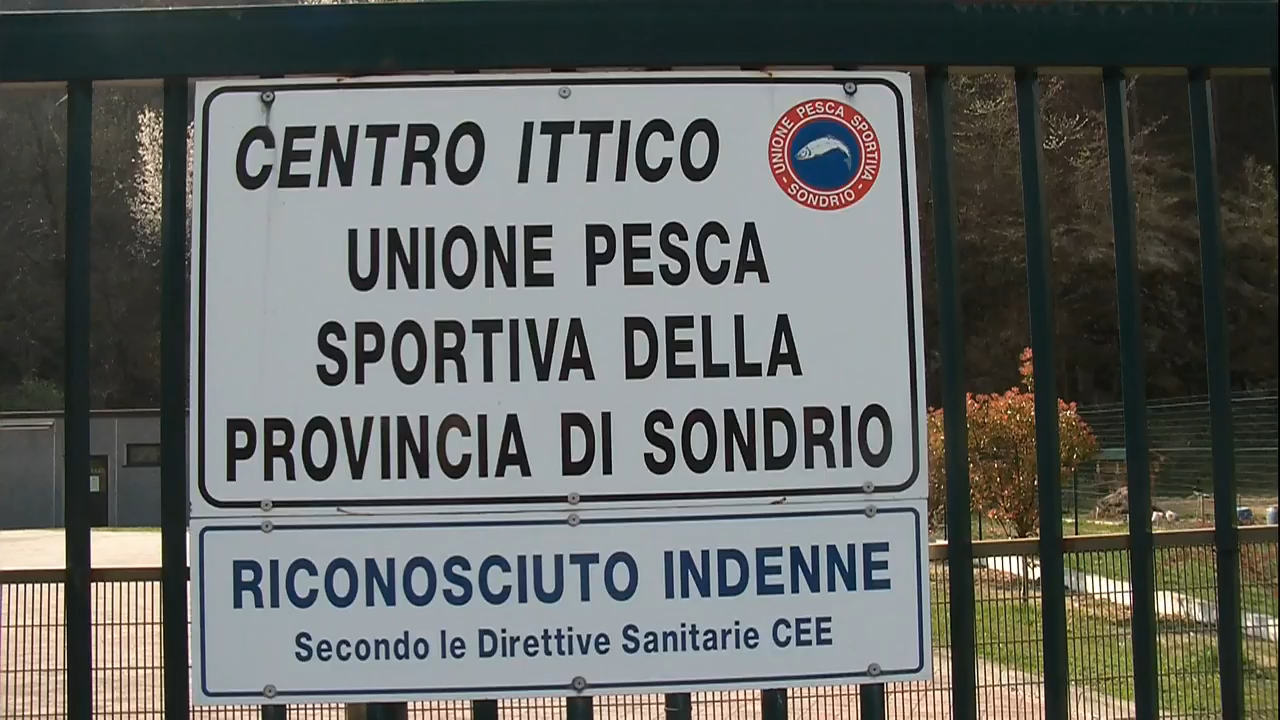 CENTRO ITTICO
UNIONE PESCA SPORTIVA
- SONDRIO -
UNIONE PESCA
SPORTIVA DELLA
PROVINCIA DI SONDRIO
RICONOSCIUTO INDENNE
Secondo le Direttive Sanitarie CEE